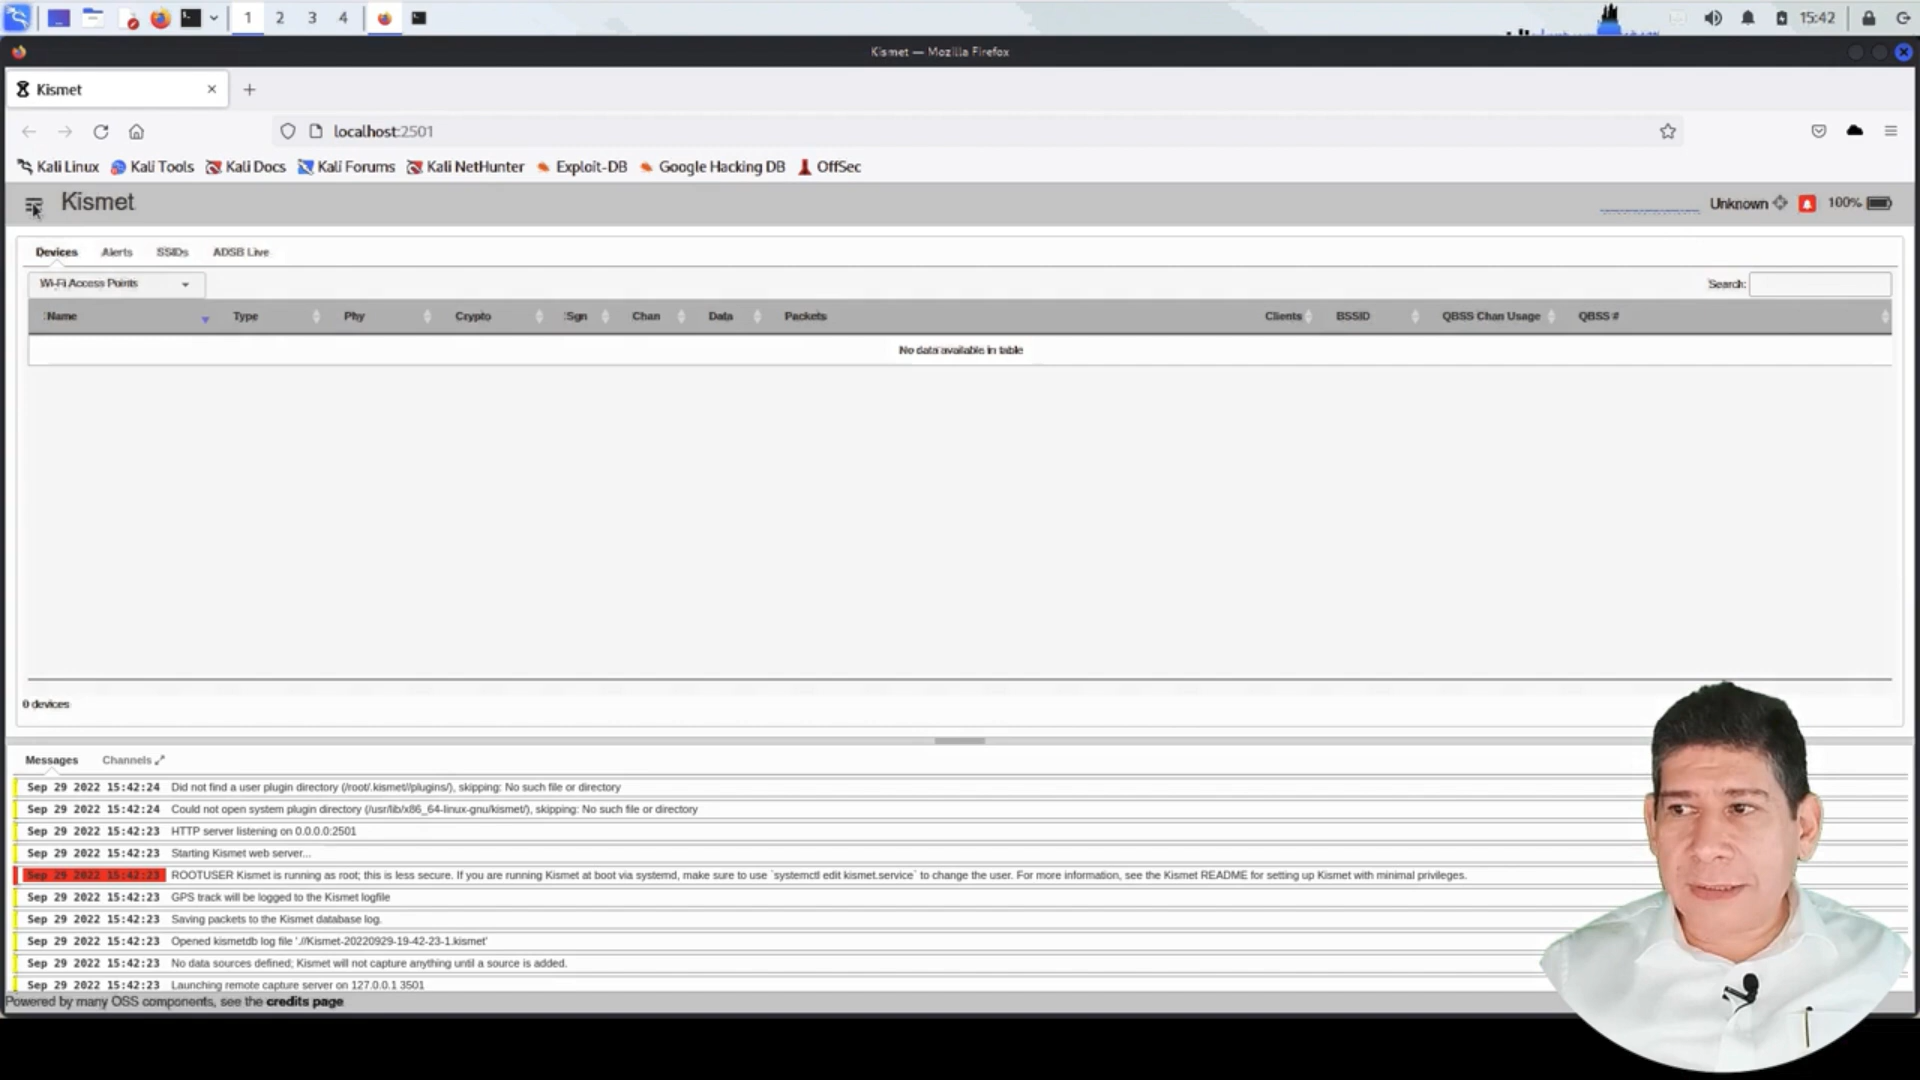 1 2 3 4 15:42
Kismet — Mozilla Firefox
Kismet
localhost:2501
Kali Linux Kali Tools Kali Docs Kali Forums Kali NetHunter Exploit-DB Google Hacking DB OffSec
Kismet Unknown 100%
Devices Alerts SSIDs ADSB Live
Wi-Fi Access Points Search:
Name Type Phy Crypto Sgn Chan Data Packets Clients BSSID QBSS Chan Usage QBSS #
No data available in table
0 devices
Messages Channels
Sep 29 2022 15:42:24 Did not find a user plugin directory (/root/.kismet//plugins/), skipping: No such file or directory
Sep 29 2022 15:42:24 Could not open system plugin directory (/usr/lib/x86_64-linux-gnu/kismet/), skipping: No such file or directory
Sep 29 2022 15:42:23 HTTP server listening on 0.0.0.0:2501
Sep 29 2022 15:42:23 Starting Kismet web server...
Sep 29 2022 15:42:23 ROOTUSER Kismet is running as root; this is less secure. If you are running Kismet at boot via systemd, make sure to use `systemctl edit kismet.service` to change the user. For more information, see the Kismet README for setting up Kismet with minimal privileges.
Sep 29 2022 15:42:23 GPS track will be logged to the Kismet logfile
Sep 29 2022 15:42:23 Saving packets to the Kismet database log.
Sep 29 2022 15:42:23 Opened kismetdb log file './/Kismet-20220929-19-42-23-1.kismet'
Sep 29 2022 15:42:23 No data sources defined; Kismet will not capture anything until a source is added.
Sep 29 2022 15:42:23 Launching remote capture server on 127.0.0.1 3501
Powered by many OSS components, see the credits page